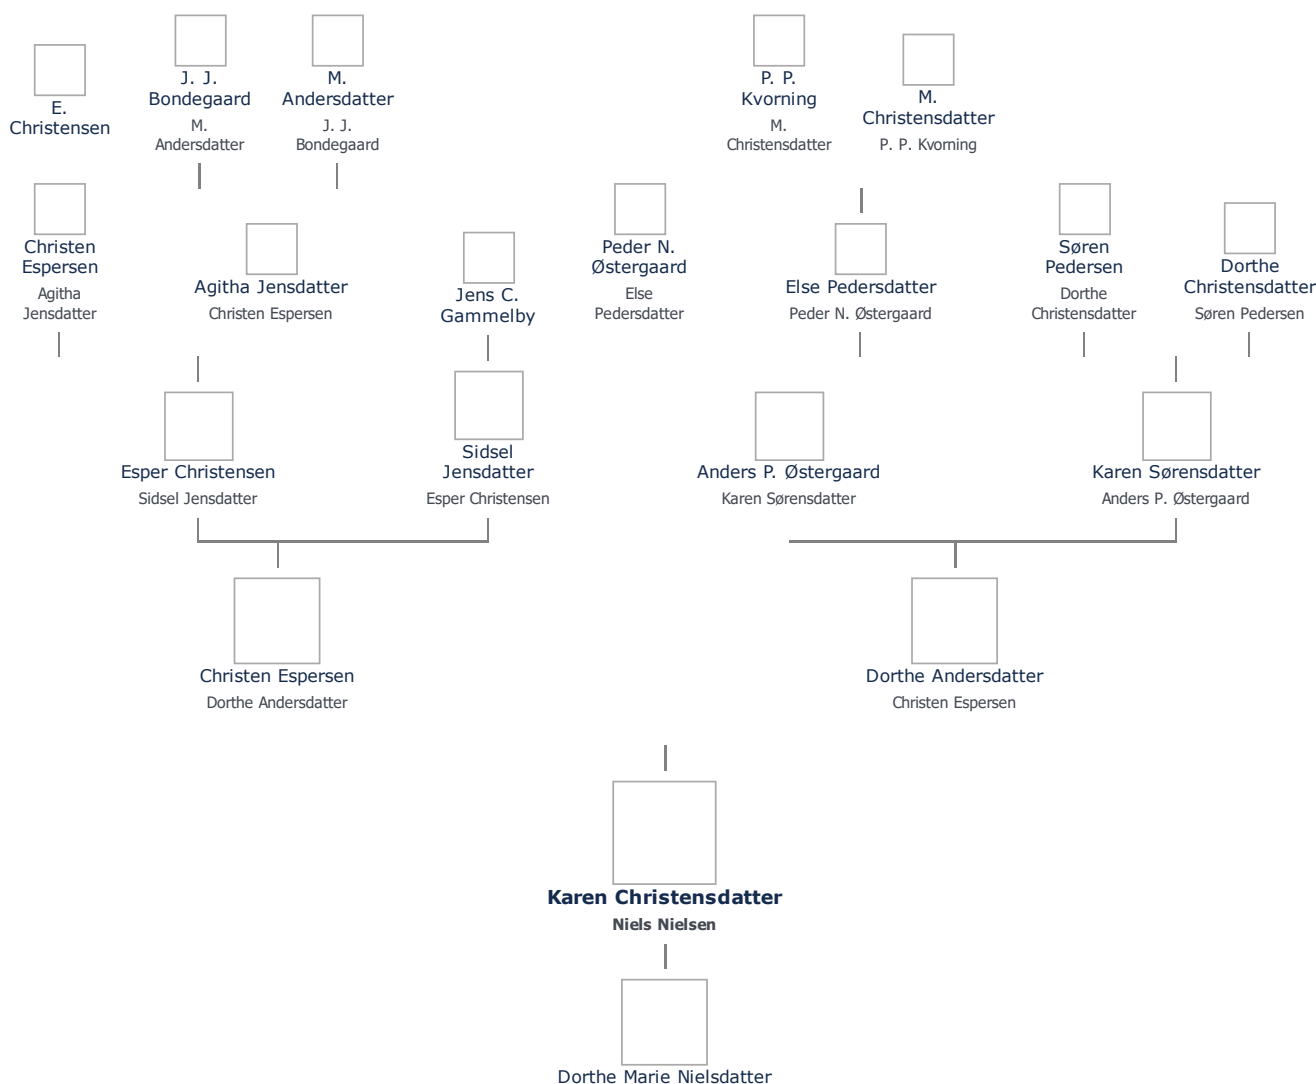 E.
Christensen
J. J.
Bondegaard
M.
Andersdatter
M.
Andersdatter
J. J.
Bondegaard
P. P.
Kvorning
M.
Christensdatter
M.
Christensdatter
P. P. Kvorning
Christen
Espersen
Agitha
Jensdatter
Agitha Jensdatter
Christen Espersen
Jens C.
Gammelby
Peder N.
Østergaard
Else
Pedersdatter
Else Pedersdatter
Peder N. Østergaard
Søren
Pedersen
Dorthe
Christensdatter
Dorthe
Christensdatter
Søren Pedersen
Esper Christensen
Sidsel Jensdatter
Sidsel
Jensdatter
Esper Christensen
Anders P. Østergaard
Karen Sørensdatter
Karen Sørensdatter
Anders P. Østergaard
Christen Espersen
Dorthe Andersdatter
Dorthe Andersdatter
Christen Espersen
Karen Christensdatter
Niels Nielsen
Dorthe Marie Nielsdatter